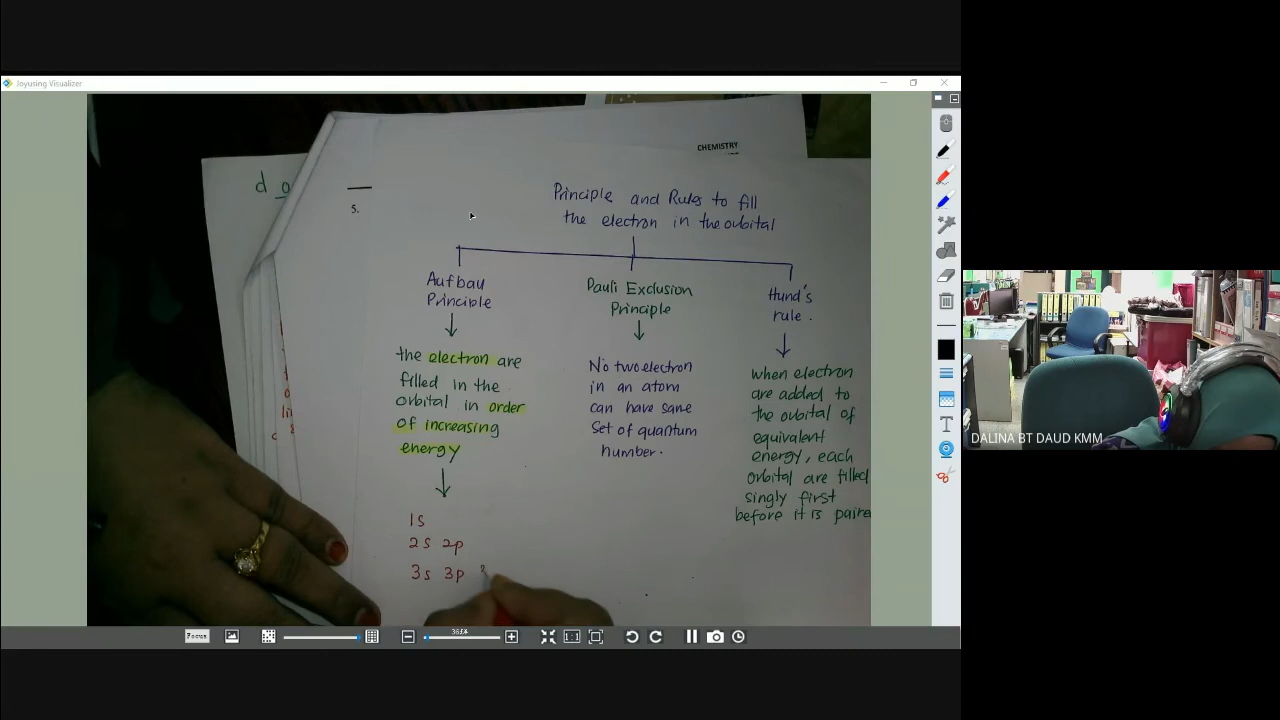 Joyusing Visualizer
CHEMISTRY
d
5.
Principle and Rules to fill
the electron in the orbital
Aufbau
Principle
the electron are
filled in the
orbital in order
of increasing
energy
1s
2s 2p
3s 3p
Pauli Exclusion
Principle
No two electron
in an atom
can have same
set of quantum
number.
Hund's
rule.
when electron
are added to
the orbital of
equivalent
energy, each
orbital are filled
singly first
before it is paire
DALINA BT DAUD KMM
Focus
1:1
T